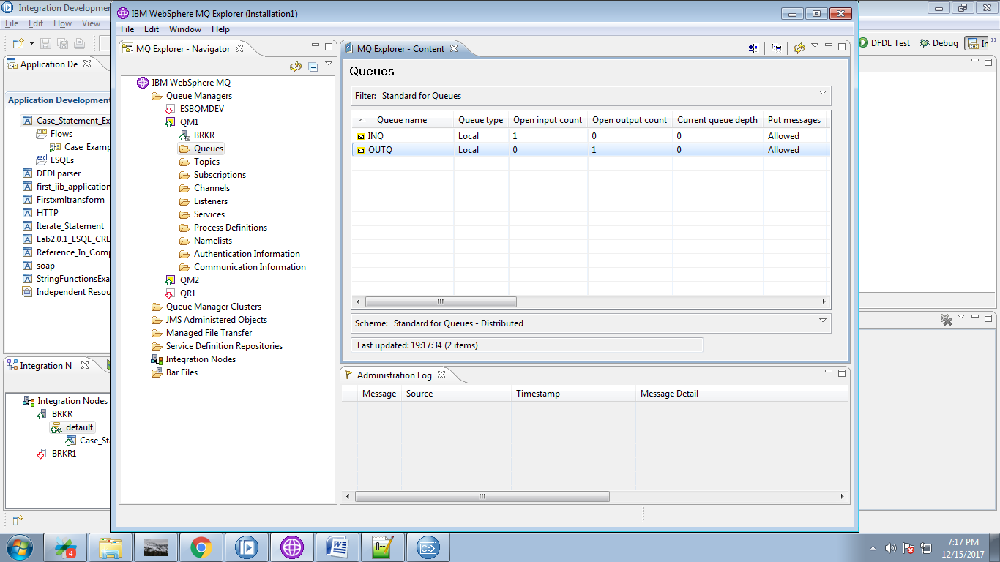 Integration Developm
File Edit Flow View
Application De
Application Development
Case_Statement_Ex
Flows
Case_Examp
ESQLs
DFDLparser
first_iib_application
Firstxmltransform
HTTP
Iterate_Statement
Lab2.0.1_ESQL_CRE
Reference_In_Comp
soap
StringFunctionsExa
Independent Resou
Integration N
Integration Nodes
BRKR
default
Case_St
BRKR1
IBM WebSphere MQ Explorer (Installation1)
File Edit Window Help
MQ Explorer - Navigator
IBM WebSphere MQ
Queue Managers
ESBQMDEV
QM1
BRKR
Queues
Topics
Subscriptions
Channels
Listeners
Services
Process Definitions
Namelists
Authentication Information
Communication Information
QM2
QR1
Queue Manager Clusters
JMS Administered Objects
Managed File Transfer
Service Definition Repositories
Integration Nodes
Bar Files
MQ Explorer - Content
Queues
Filter: Standard for Queues
Queue name Queue type Open input count Open output count Current queue depth Put messages
INQ Local 1 0 0 Allowed
OUTQ Local 0 1 0 Allowed
Scheme: Standard for Queues - Distributed
Last updated: 19:17:34 (2 items)
Administration Log
Message Source Timestamp Message Detail
DFDL Test Debug In
4
7:17 PM
12/15/2017